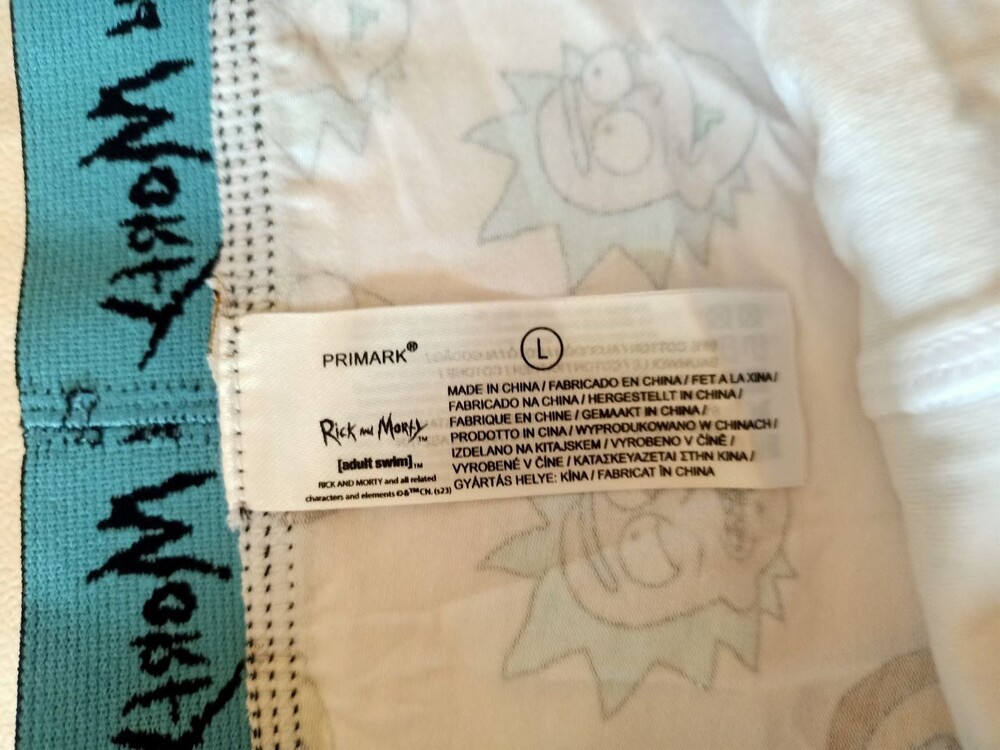 Morty
Morty
PRIMARK®
L
Rick and Morty™
[adult swim]™
RICK AND MORTY and all related
characters and elements ©&™CN. (s23)
MADE IN CHINA / FABRICADO EN CHINA / FET A LA XINA /
FABRICADO NA CHINA / HERGESTELLT IN CHINA /
FABRIQUE EN CHINE / GEMAAKT IN CHINA /
PRODOTTO IN CINA / WYPRODUKOWANO W CHINACH /
IZDELANO NA KITAJSKEM / VYROBENO V ČÍNĚ /
VYROBENÉ V ČÍNE / ΚΑΤΑΣΚΕΥΑΖΕΤΑΙ ΣΤΗΝ ΚΙΝΑ /
GYÁRTÁS HELYE: KÍNA / FABRICAT ÎN CHINA